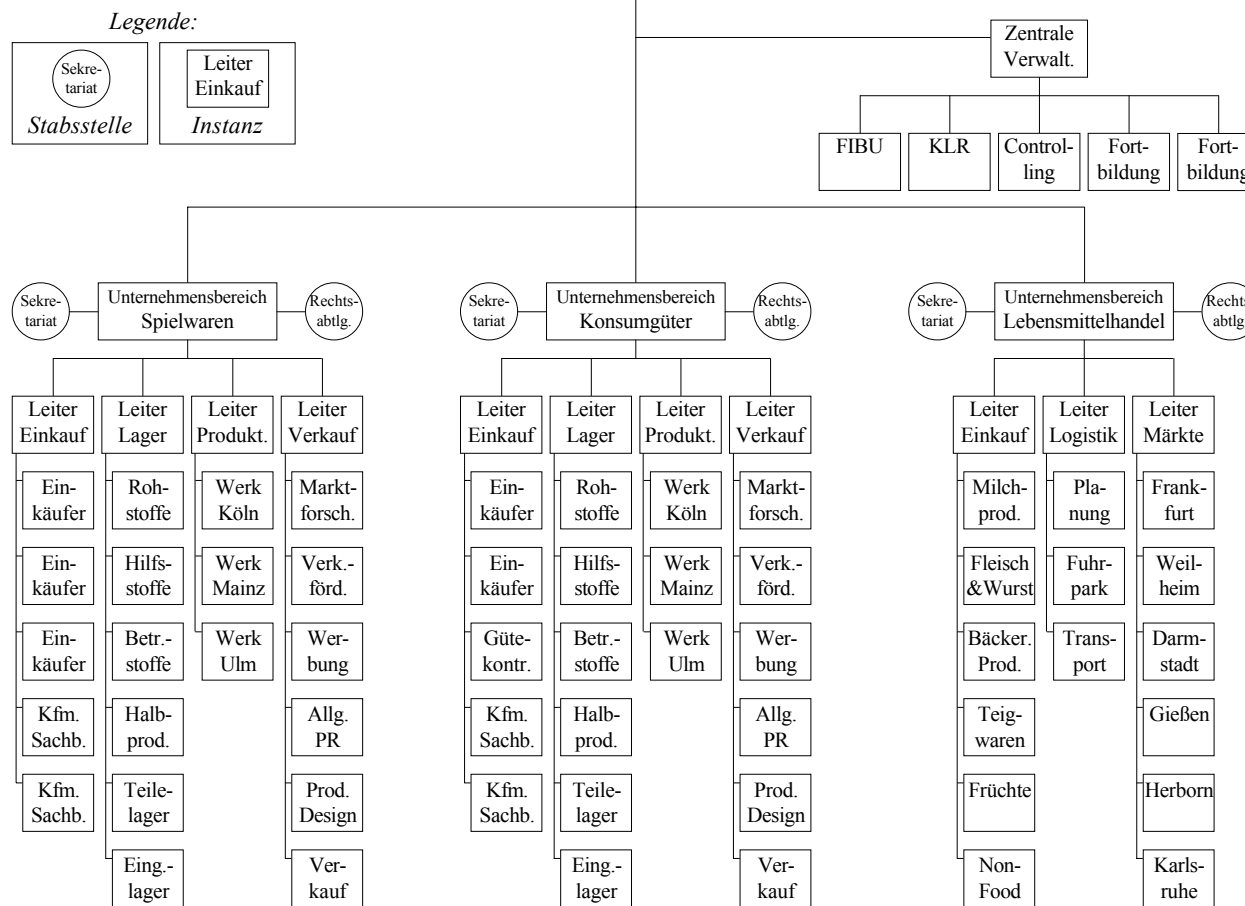 Legende:
Sekre-
tariat
Stabsstelle
Leiter
Einkauf
Instanz
Zentrale
Verwalt.
FIBU
KLR
Control-
ling
Fort-
bildung
Fort-
bildung
Sekre-
tariat
Unternehmensbereich
Spielwaren
Rechts-
abtlg.
Sekre-
tariat
Unternehmensbereich
Konsumgüter
Rechts-
abtlg.
Sekre-
tariat
Unternehmensbereich
Lebensmittelhandel
Rechts-
abtlg.
Leiter
Einkauf
Ein-
käufer
Ein-
käufer
Ein-
käufer
Kfm.
Sachb.
Kfm.
Sachb.
Leiter
Lager
Roh-
stoffe
Hilfs-
stoffe
Betr.-
stoffe
Halb-
prod.
Teile-
lager
Eing.-
lager
Leiter
Produkt.
Werk
Köln
Werk
Mainz
Werk
Ulm
Leiter
Verkauf
Markt-
forsch.
Verk.-
förd.
Wer-
bung
Allg.
PR
Prod.
Design
Ver-
kauf
Leiter
Einkauf
Ein-
käufer
Ein-
käufer
Güte-
kontr.
Kfm.
Sachb.
Kfm.
Sachb.
Leiter
Lager
Roh-
stoffe
Hilfs-
stoffe
Betr.-
stoffe
Halb-
prod.
Teile-
lager
Eing.-
lager
Leiter
Produkt.
Werk
Köln
Werk
Mainz
Werk
Ulm
Leiter
Verkauf
Markt-
forsch.
Verk.-
förd.
Wer-
bung
Allg.
PR
Prod.
Design
Ver-
kauf
Leiter
Einkauf
Milch-
prod.
Fleisch
&Wurst
Bäcker.
Prod.
Teig-
waren
Früchte
Non-
Food
Leiter
Logistik
Pla-
nung
Fuhr-
park
Trans-
port
Leiter
Märkte
Frank-
furt
Weil-
heim
Darm-
stadt
Gießen
Herborn
Karls-
ruhe